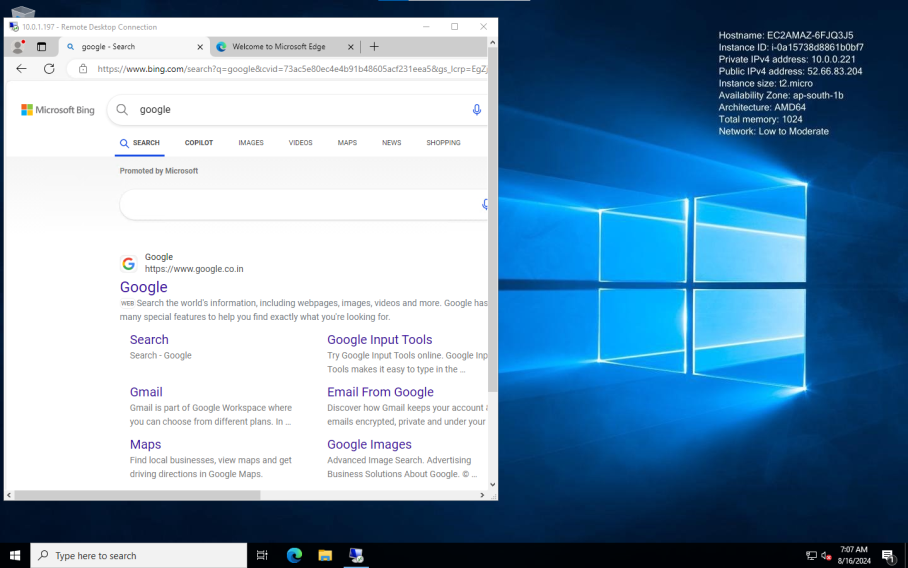 10.0.1.197 - Remote Desktop Connection
google - Search
Welcome to Microsoft Edge
https://www.bing.com/search?q=google&cvid=73ac5e80ec4e4b91b48605acf231eea5&gs_lcrp=EgZj
Microsoft Bing
google
SEARCH COPILOT IMAGES VIDEOS MAPS NEWS SHOPPING
Promoted by Microsoft
Google
https://www.google.co.in
Google
WEB Search the world's information, including webpages, images, videos and more. Google has
many special features to help you find exactly what you're looking for.
Search
Search - Google
Google Input Tools
Try Google Input Tools online. Google Inp
Tools makes it easy to type in the ...
Gmail
Gmail is part of Google Workspace where
you can choose from different plans. In ...
Email From Google
Discover how Gmail keeps your account &
emails encrypted, private and under your
Maps
Find local businesses, view maps and get
driving directions in Google Maps.
Google Images
Advanced Image Search. Advertising
Business Solutions About Google. © ...
Hostname: EC2AMAZ-6FJQ3J5
Instance ID: i-0a15738d8861b0bf7
Private IPv4 address: 10.0.0.221
Public IPv4 address: 52.66.83.204
Instance size: t2.micro
Availability Zone: ap-south-1b
Architecture: AMD64
Total memory: 1024
Network: Low to Moderate
Type here to search
7:07 AM
8/16/2024
1